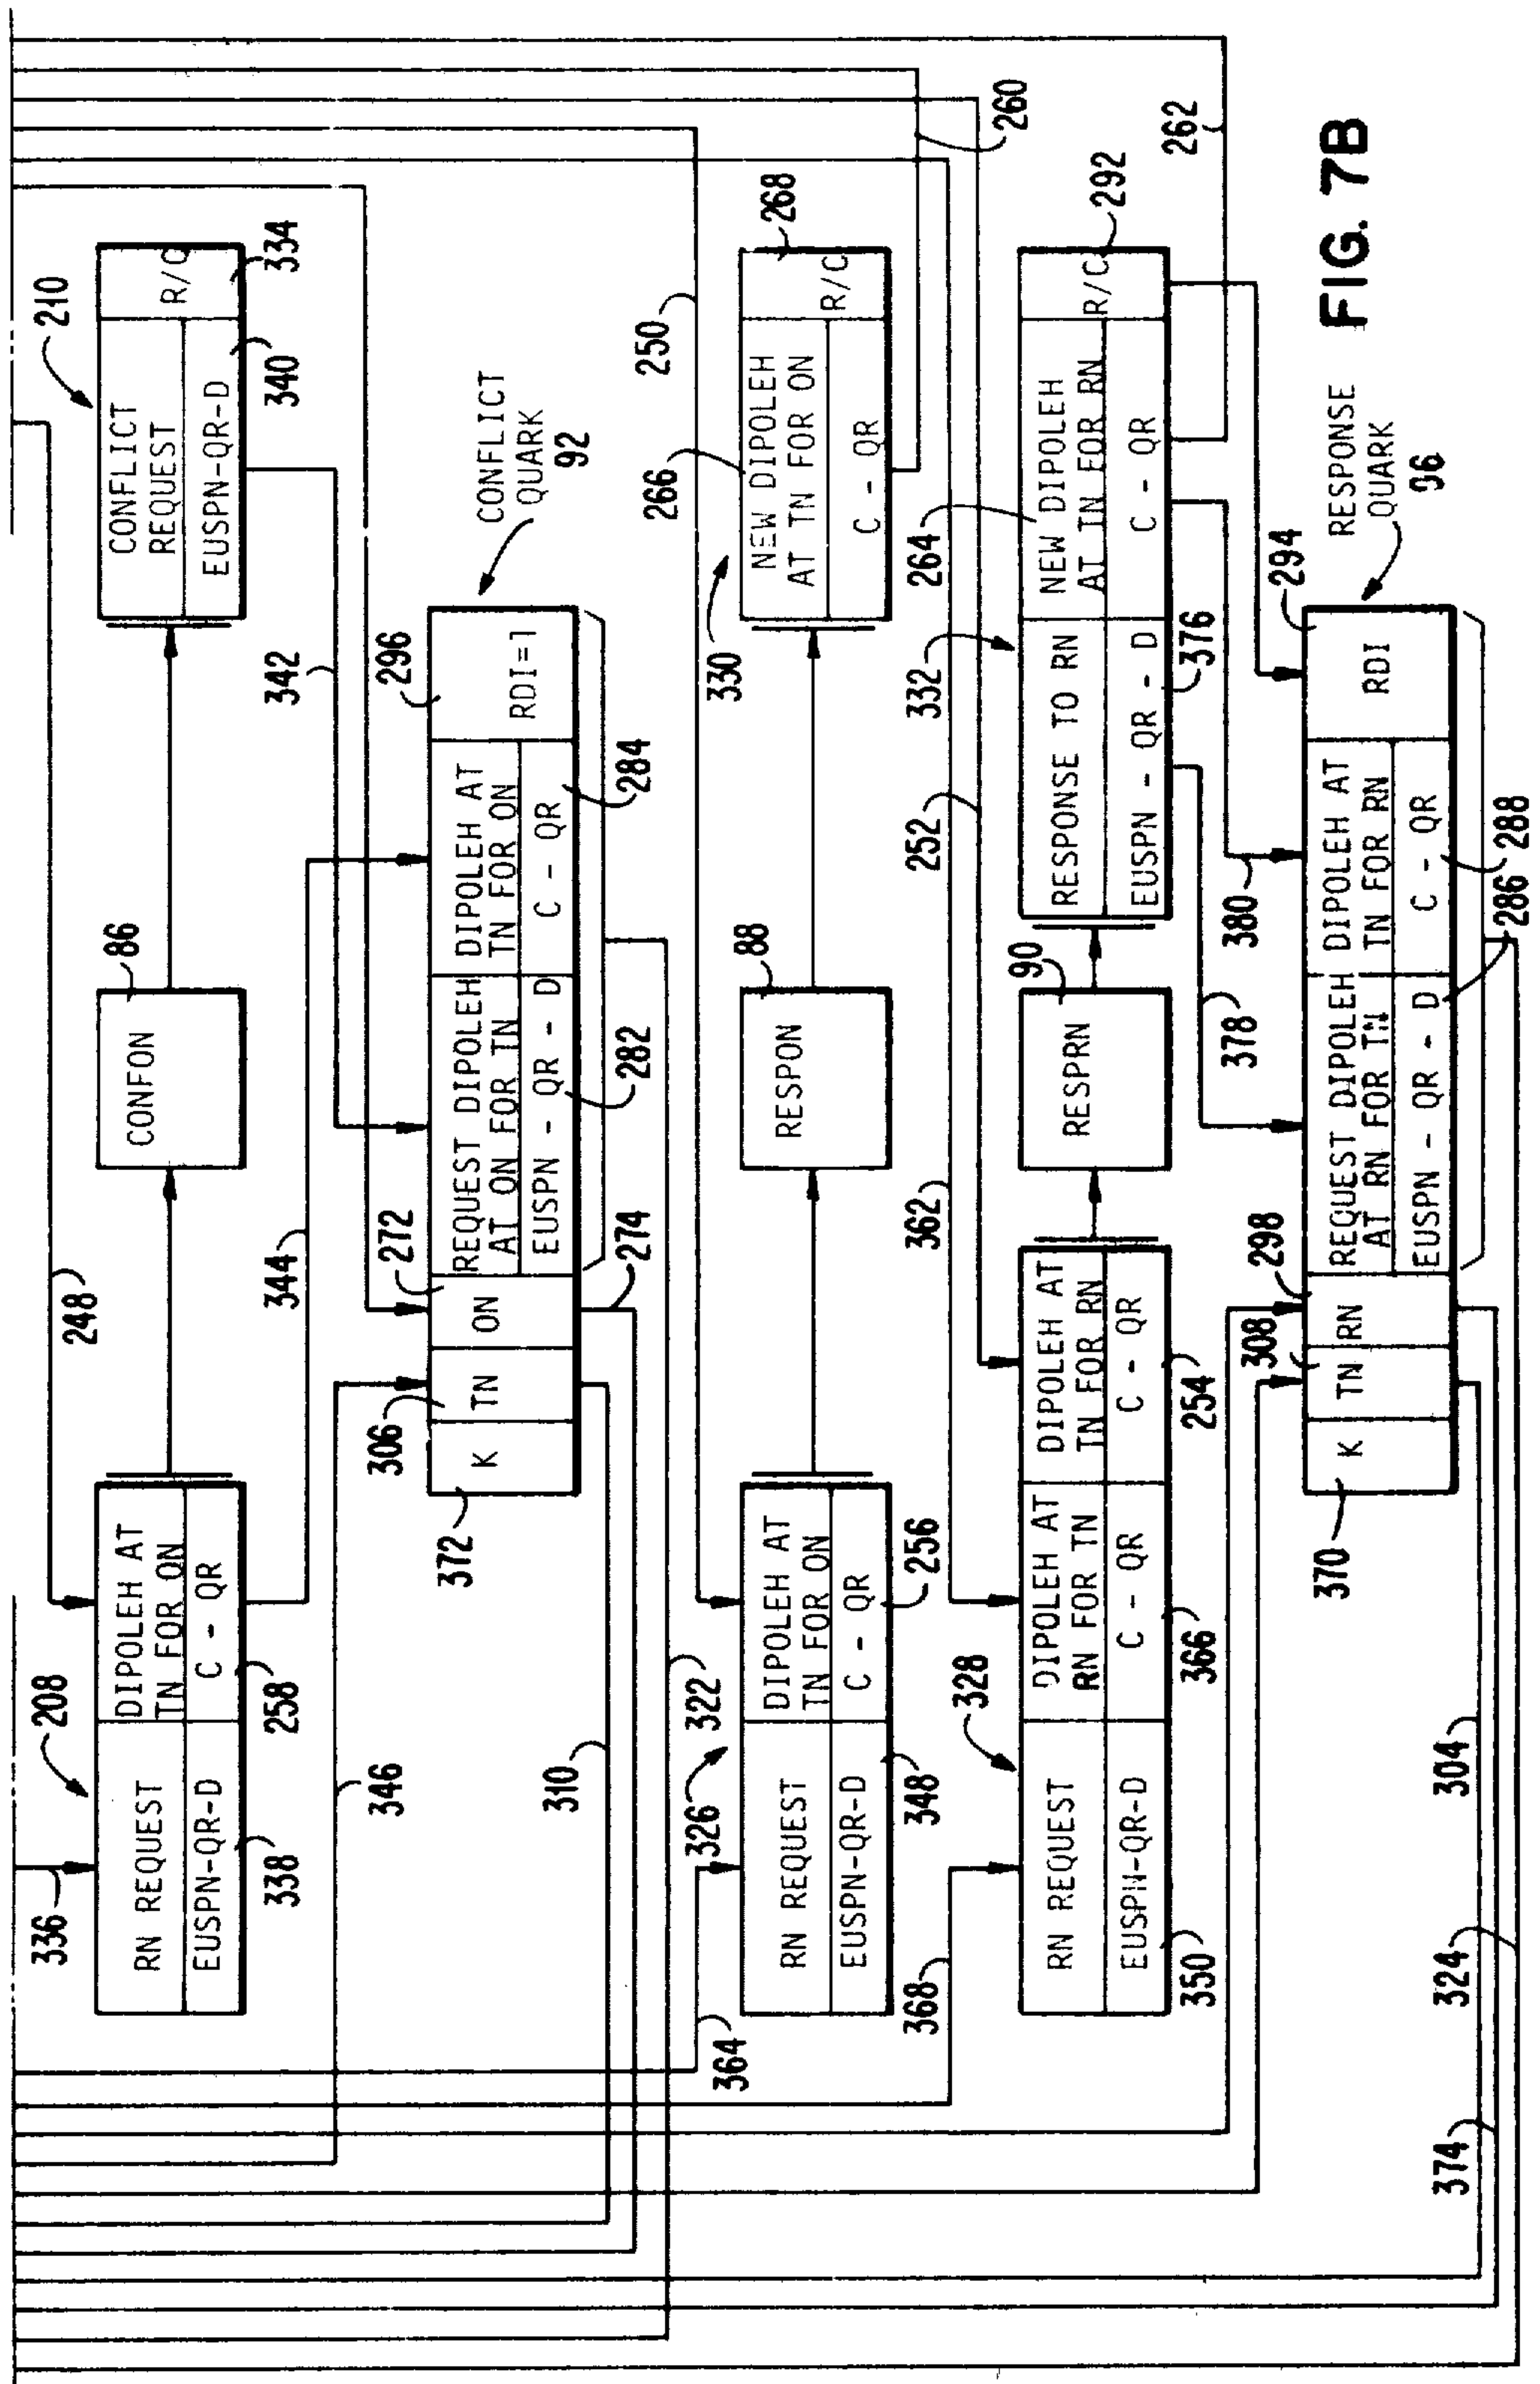 336
208
248
RN REQUEST
EUSPN-QR-D
338
DIPOLEH AT
TN FOR ON
C - QR
258
CONFON
86
210
CONFLICT
REQUEST
EUSPN-QR-D
340
R/C
334
346
344
342
372
K
306
TN
272
ON
REQUEST DIPOLEH
AT ON FOR TN
EUSPN - QR - D
282
DIPOLEH AT
TN FOR ON
C - QR
284
296
RDI=1
CONFLICT
QUARK
92
310
274
322
364
326
RN REQUEST
EUSPN-QR-D
348
DIPOLEH AT
TN FOR ON
C - QR
256
RESPON
88
330
266
NEW DIPOLEH
AT TN FOR ON
C - QR
R/C
268
250
260
368
328
362
252
RN REQUEST
EUSPN-QR-D
350
DIPOLEH AT
RN FOR TN
C - QR
366
DIPOLEH AT
TN FOR RN
C - QR
254
RESPRN
90
332
RESPONSE TO RN
EUSPN - QR - D
376
264
NEW DIPOLEH
AT TN FOR RN
C - QR
R/C
292
262
378
380
370
K
308
TN
298
RN
REQUEST DIPOLEH
AT RN FOR TN
EUSPN - QR - D
286
DIPOLEH AT
TN FOR RN
C - QR
288
294
RDI
RESPONSE
QUARK
96
374
324
304
FIG. 7B